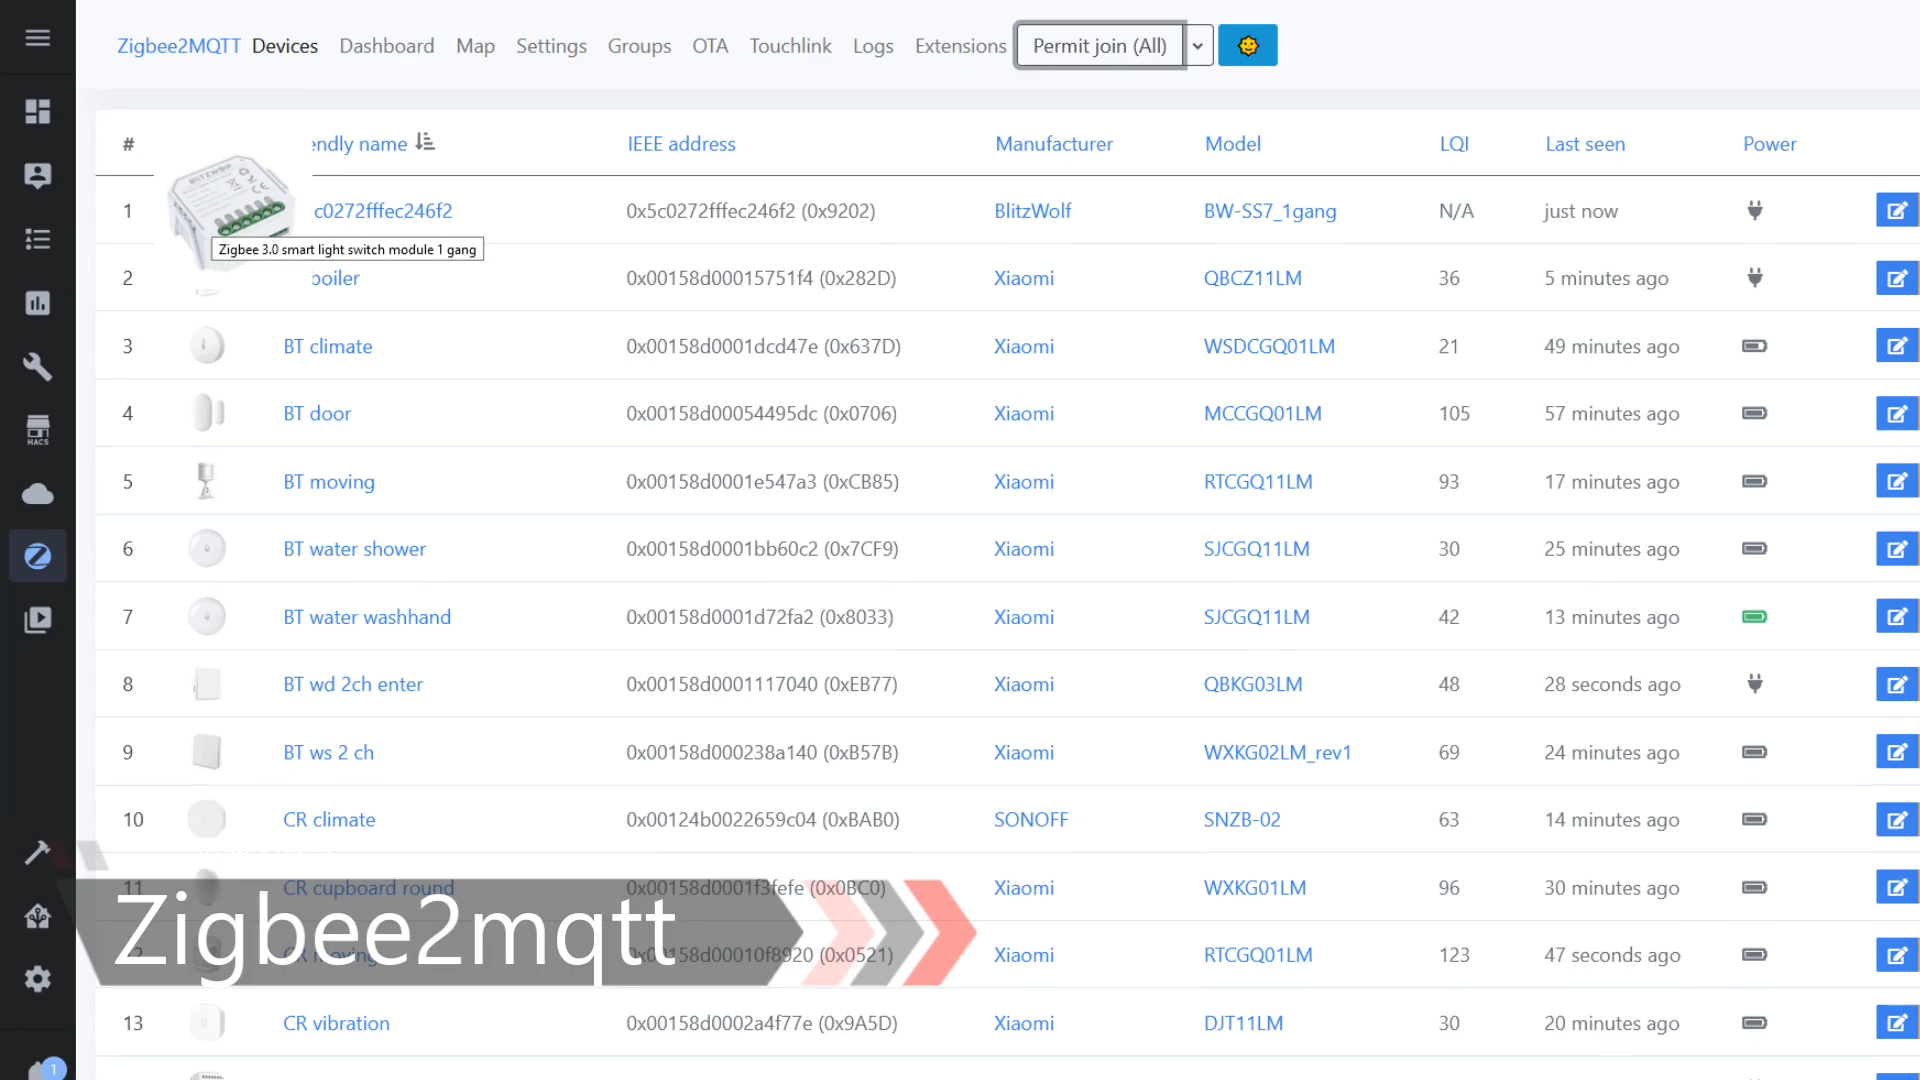 Zigbee2MQTT Devices Dashboard Map Settings Groups OTA Touchlink Logs Extensions Permit join (All)
# endly name IEEE address Manufacturer Model LQI Last seen Power
BLITZWOLF
1 c0272fffec246f2 0x5c0272fffec246f2 (0x9202) BlitzWolf BW-SS7_1gang N/A just now
Zigbee 3.0 smart light switch module 1 gang
2 boiler 0x00158d00015751f4 (0x282D) Xiaomi QBCZ11LM 36 5 minutes ago
3 BT climate 0x00158d0001dcd47e (0x637D) Xiaomi WSDCGQ01LM 21 49 minutes ago
4 BT door 0x00158d00054495dc (0x0706) Xiaomi MCCGQ01LM 105 57 minutes ago
5 BT moving 0x00158d0001e547a3 (0xCB85) Xiaomi RTCGQ11LM 93 17 minutes ago
HACS
6 BT water shower 0x00158d0001bb60c2 (0x7CF9) Xiaomi SJCGQ11LM 30 25 minutes ago
7 BT water washhand 0x00158d0001d72fa2 (0x8033) Xiaomi SJCGQ11LM 42 13 minutes ago
8 BT wd 2ch enter 0x00158d0001117040 (0xEB77) Xiaomi QBKG03LM 48 28 seconds ago
9 BT ws 2 ch 0x00158d000238a140 (0xB57B) Xiaomi WXKG02LM_rev1 69 24 minutes ago
10 CR climate 0x00124b0022659c04 (0xBAB0) SONOFF SNZB-02 63 14 minutes ago
11 CR cupboard round 0x00158d0001f3fefe (0x0BC0) Xiaomi WXKG01LM 96 30 minutes ago
Zigbee2mqtt
CR moving 0x00158d00010f8920 (0x0521) Xiaomi RTCGQ01LM 123 47 seconds ago
13 CR vibration 0x00158d0002a4f77e (0x9A5D) Xiaomi DJT11LM 30 20 minutes ago
1